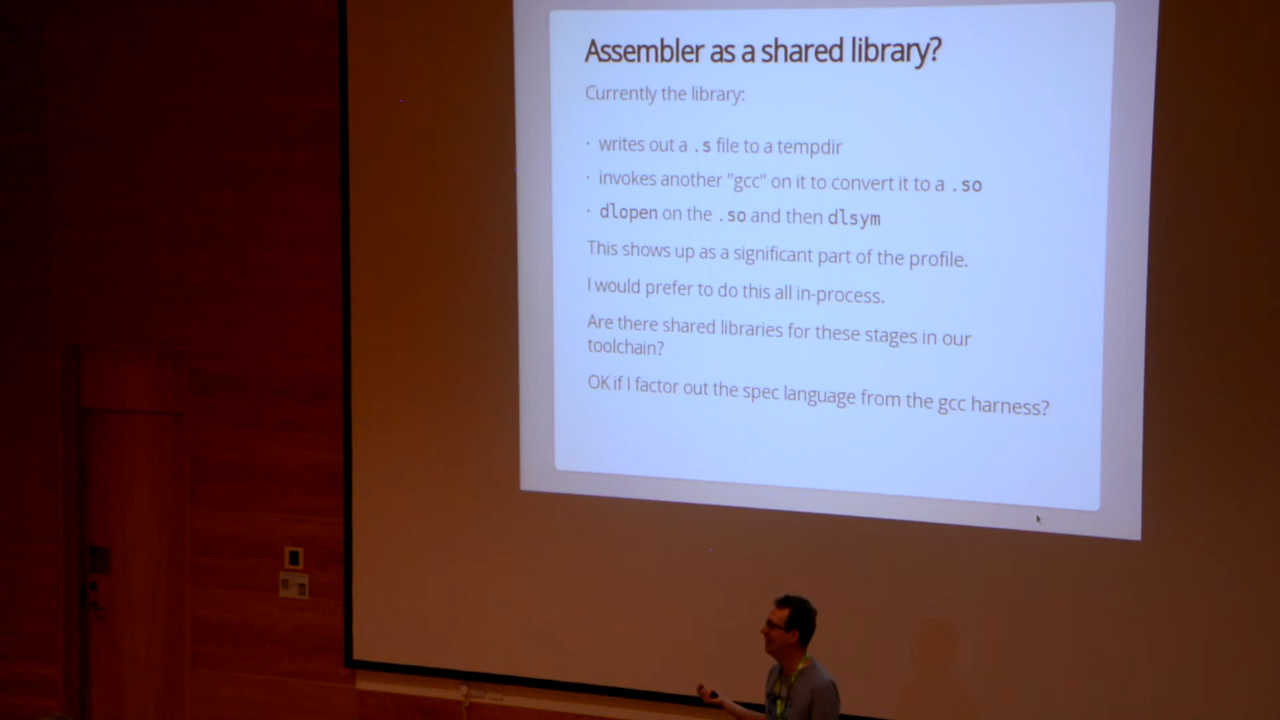 Assembler as a shared library?
Currently the library:
· writes out a .s file to a tempdir
· invokes another "gcc" on it to convert it to a .so
· dlopen on the .so and then dlsym
This shows up as a significant part of the profile.
I would prefer to do this all in-process.
Are there shared libraries for these stages in our
toolchain?
OK if I factor out the spec language from the gcc harness?